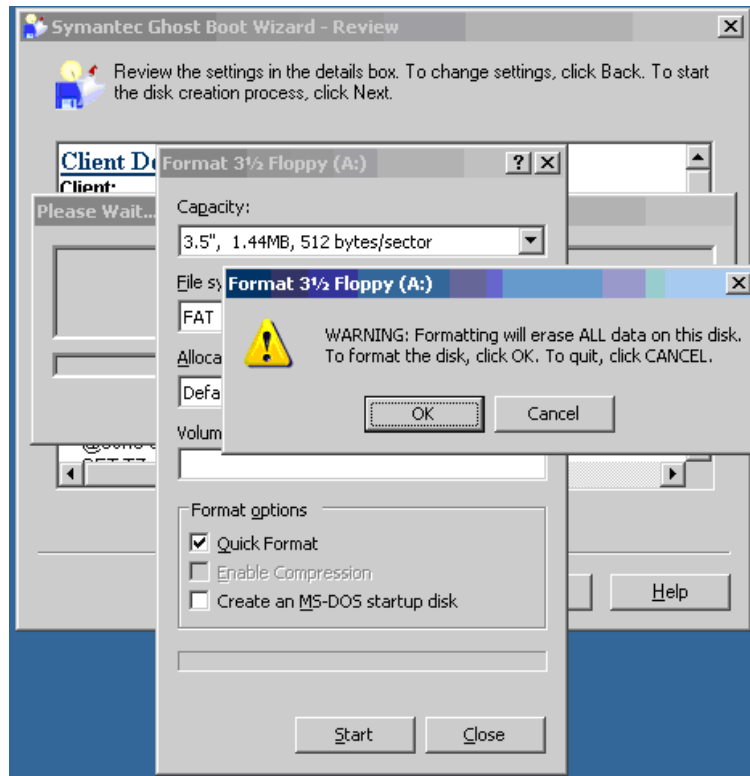 Symantec Ghost Boot Wizard - Review
Review the settings in the details box. To change settings, click Back. To start
the disk creation process, click Next.
Client
Client:
Please Wait...
Format 3½ Floppy (A:)
Capacity:
3.5", 1.44MB, 512 bytes/sector
File sy
FAT
Alloca
Defa
Volum
Format 3½ Floppy (A:)
WARNING: Formatting will erase ALL data on this disk.
To format the disk, click OK. To quit, click CANCEL.
OK Cancel
Format options
Quick Format
Enable Compression
Create an MS-DOS startup disk
Start Close
Help